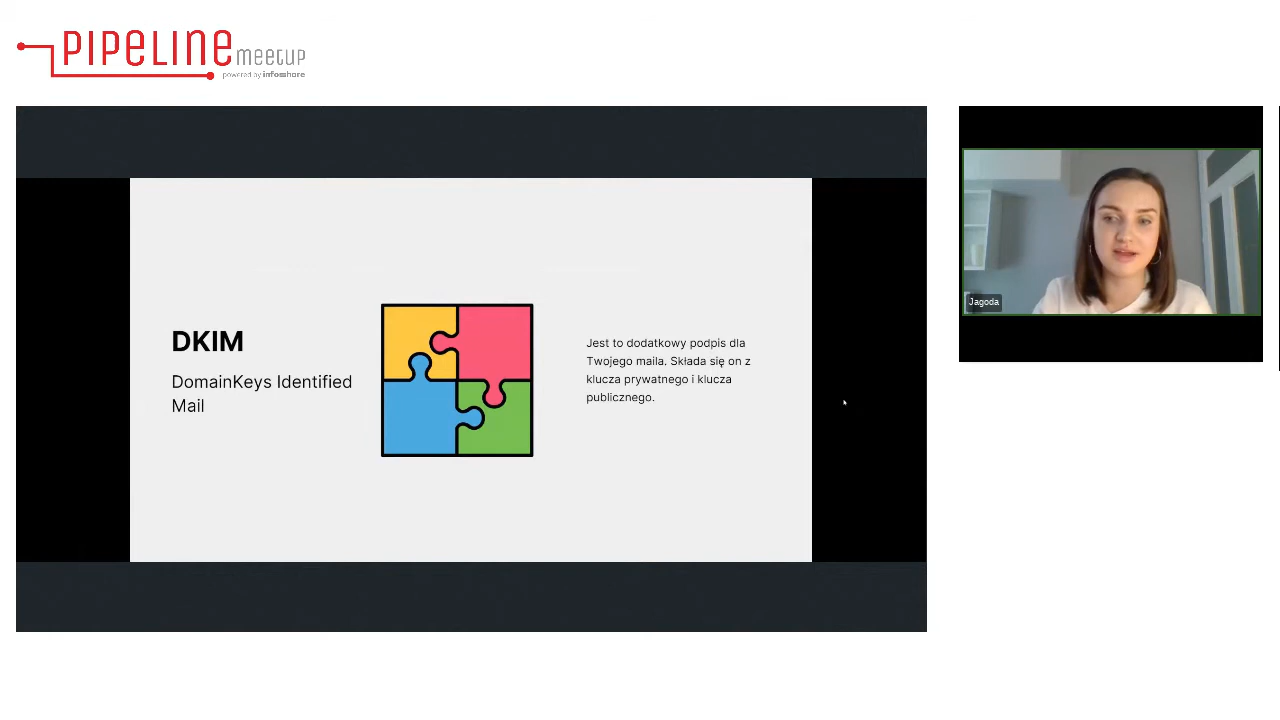 PIPELINE meetup
powered by infoshare
DKIM
DomainKeys Identified
Mail
Jest to dodatkowy podpis dla
Twojego maila. Składa się on z
klucza prywatnego i klucza
publicznego.
Jagoda